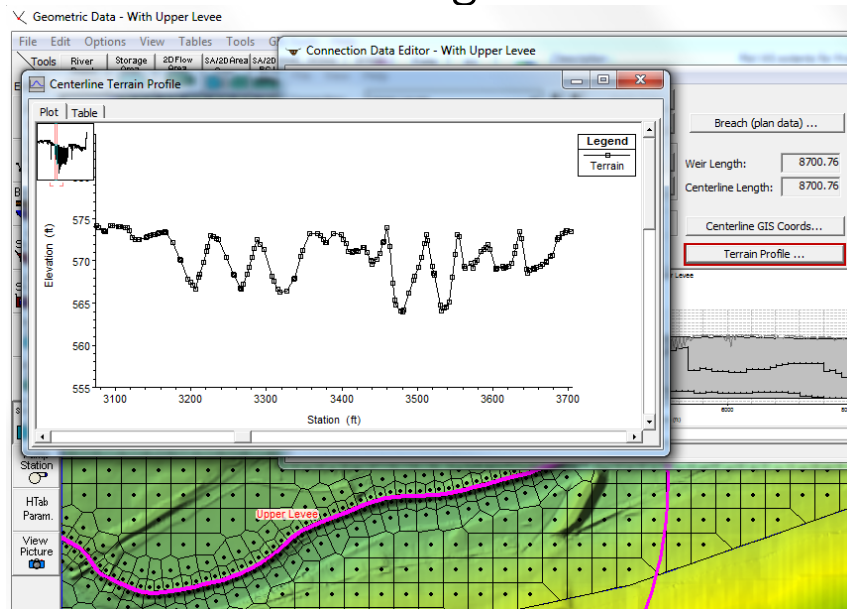 Geometric Data - With Upper Levee
File Edit Options View Tables Tools
Tools River Storage 2D Flow SA/2D Area SA/2D
Area Area
Connection Data Editor - With Upper Levee
Centerline Terrain Profile
Plot Table
Legend
Terrain
575
570
565
560
555
Elevation (ft)
3100 3200 3300 3400 3500 3600 3700
Station (ft)
Breach (plan data) ...
Weir Length: 8700.76
Centerline Length: 8700.76
Centerline GIS Coords...
Terrain Profile ...
6000
Station
HTab
Param.
View
Picture
Upper Levee